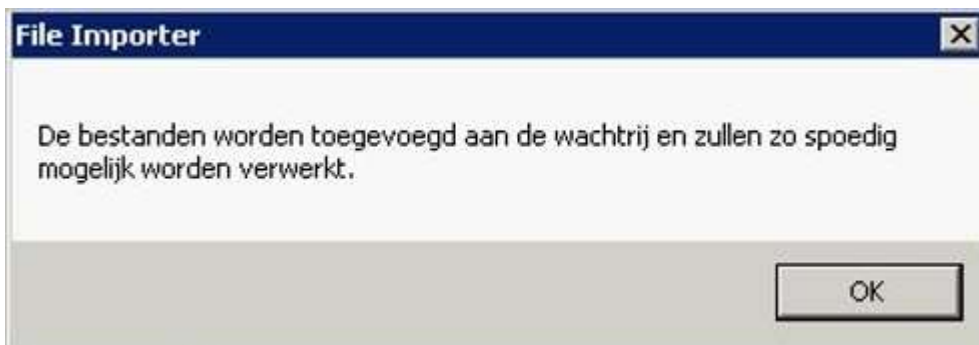 File Importer
De bestanden worden toegevoegd aan de wachtrij en zullen zo spoedig
mogelijk worden verwerkt.
OK